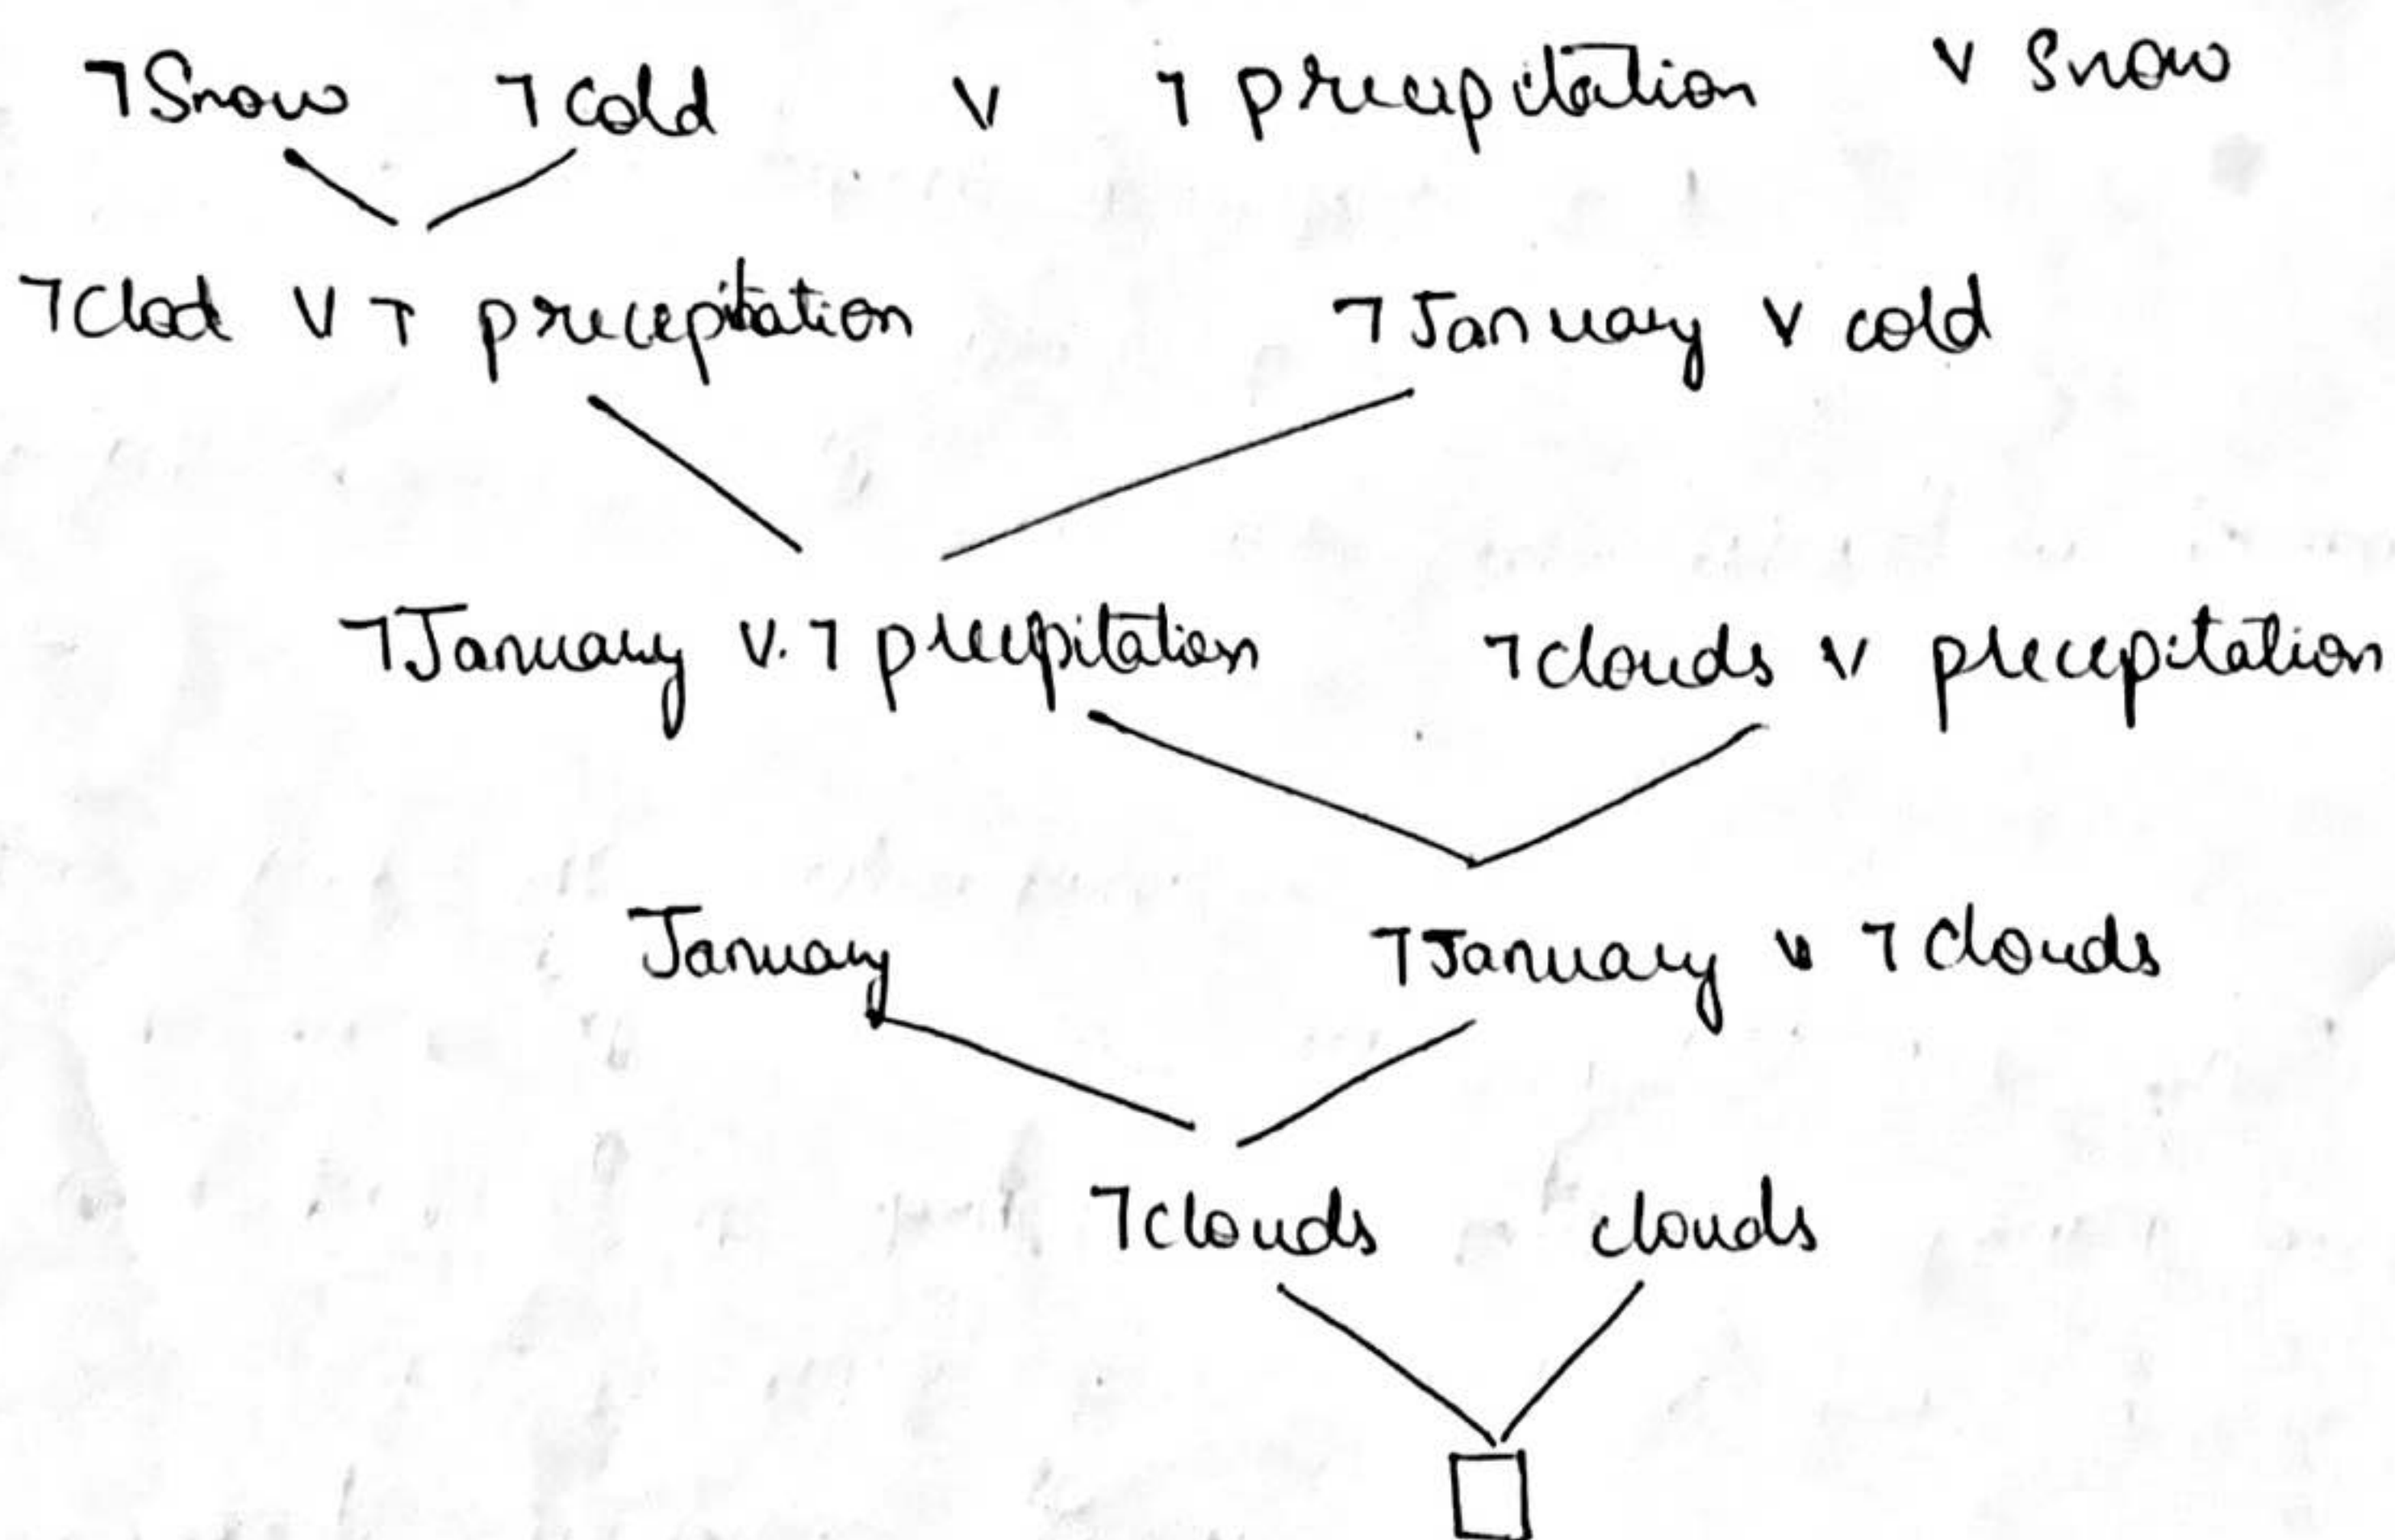 ¬Snow ¬cold ∨ ¬ precipitation ∨ Snow
¬Clod ∨ ¬ precepitation ¬January ∨ cold
¬January ∨. ¬ precipitation ¬clouds ∨ precepitation
January ¬January ∨ ¬ clouds
¬clouds clouds